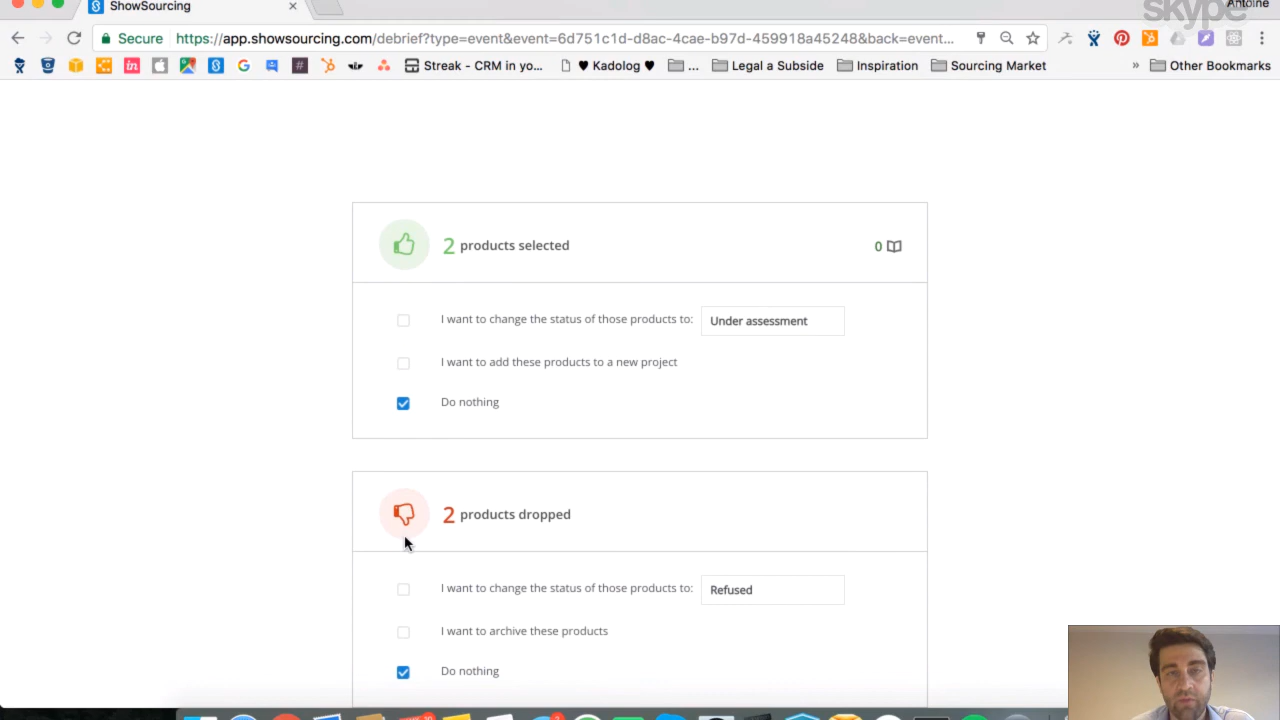 ShowSourcing
Antoine
skype
Secure https://app.showsourcing.com/debrief?type=event&event=6d751c1d-d8ac-4cae-b97d-459918a45248&back=event...
Streak - CRM in yo... ♥ Kadolog ♥ ... Legal a Subside Inspiration Sourcing Market » Other Bookmarks
2 products selected 0
I want to change the status of those products to: Under assessment
I want to add these products to a new project
Do nothing
2 products dropped
I want to change the status of those products to: Refused
I want to archive these products
Do nothing